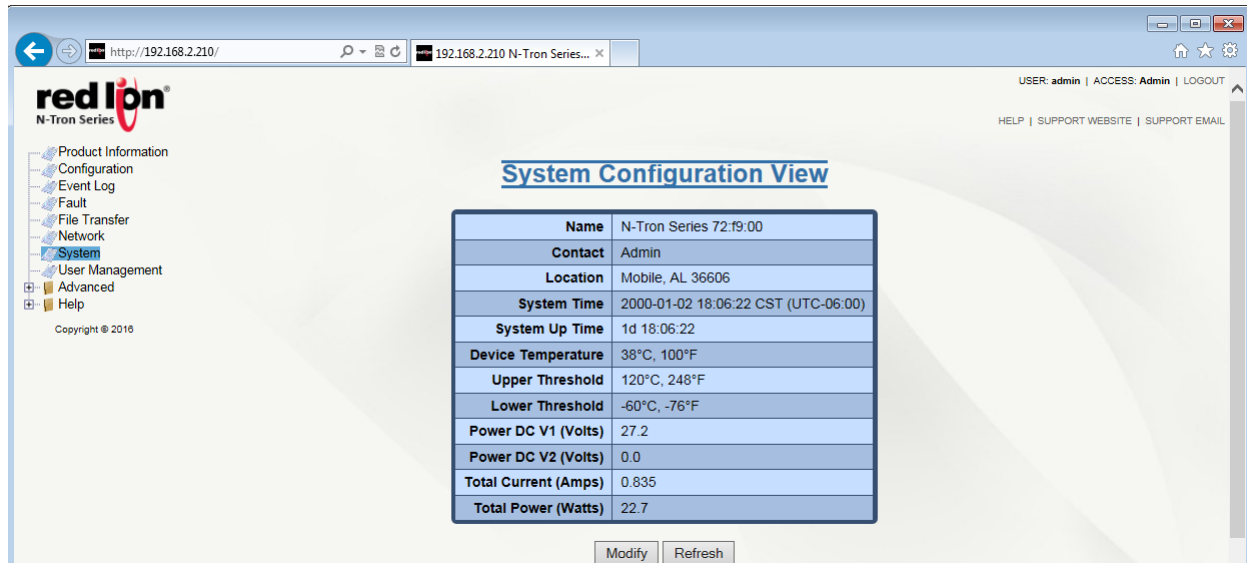 http://192.168.2.210/
192.168.2.210 N-Tron Series...
USER: admin | ACCESS: Admin | LOGOUT
red lion®
N-Tron Series
HELP | SUPPORT WEBSITE | SUPPORT EMAIL
Product Information
Configuration
Event Log
Fault
File Transfer
Network
System
User Management
Advanced
Help
Copyright © 2016
System Configuration View
Name N-Tron Series 72:f9:00
Contact Admin
Location Mobile, AL 36606
System Time 2000-01-02 18:06:22 CST (UTC-06:00)
System Up Time 1d 18:06:22
Device Temperature 38°C, 100°F
Upper Threshold 120°C, 248°F
Lower Threshold -60°C, -76°F
Power DC V1 (Volts) 27.2
Power DC V2 (Volts) 0.0
Total Current (Amps) 0.835
Total Power (Watts) 22.7
Modify Refresh